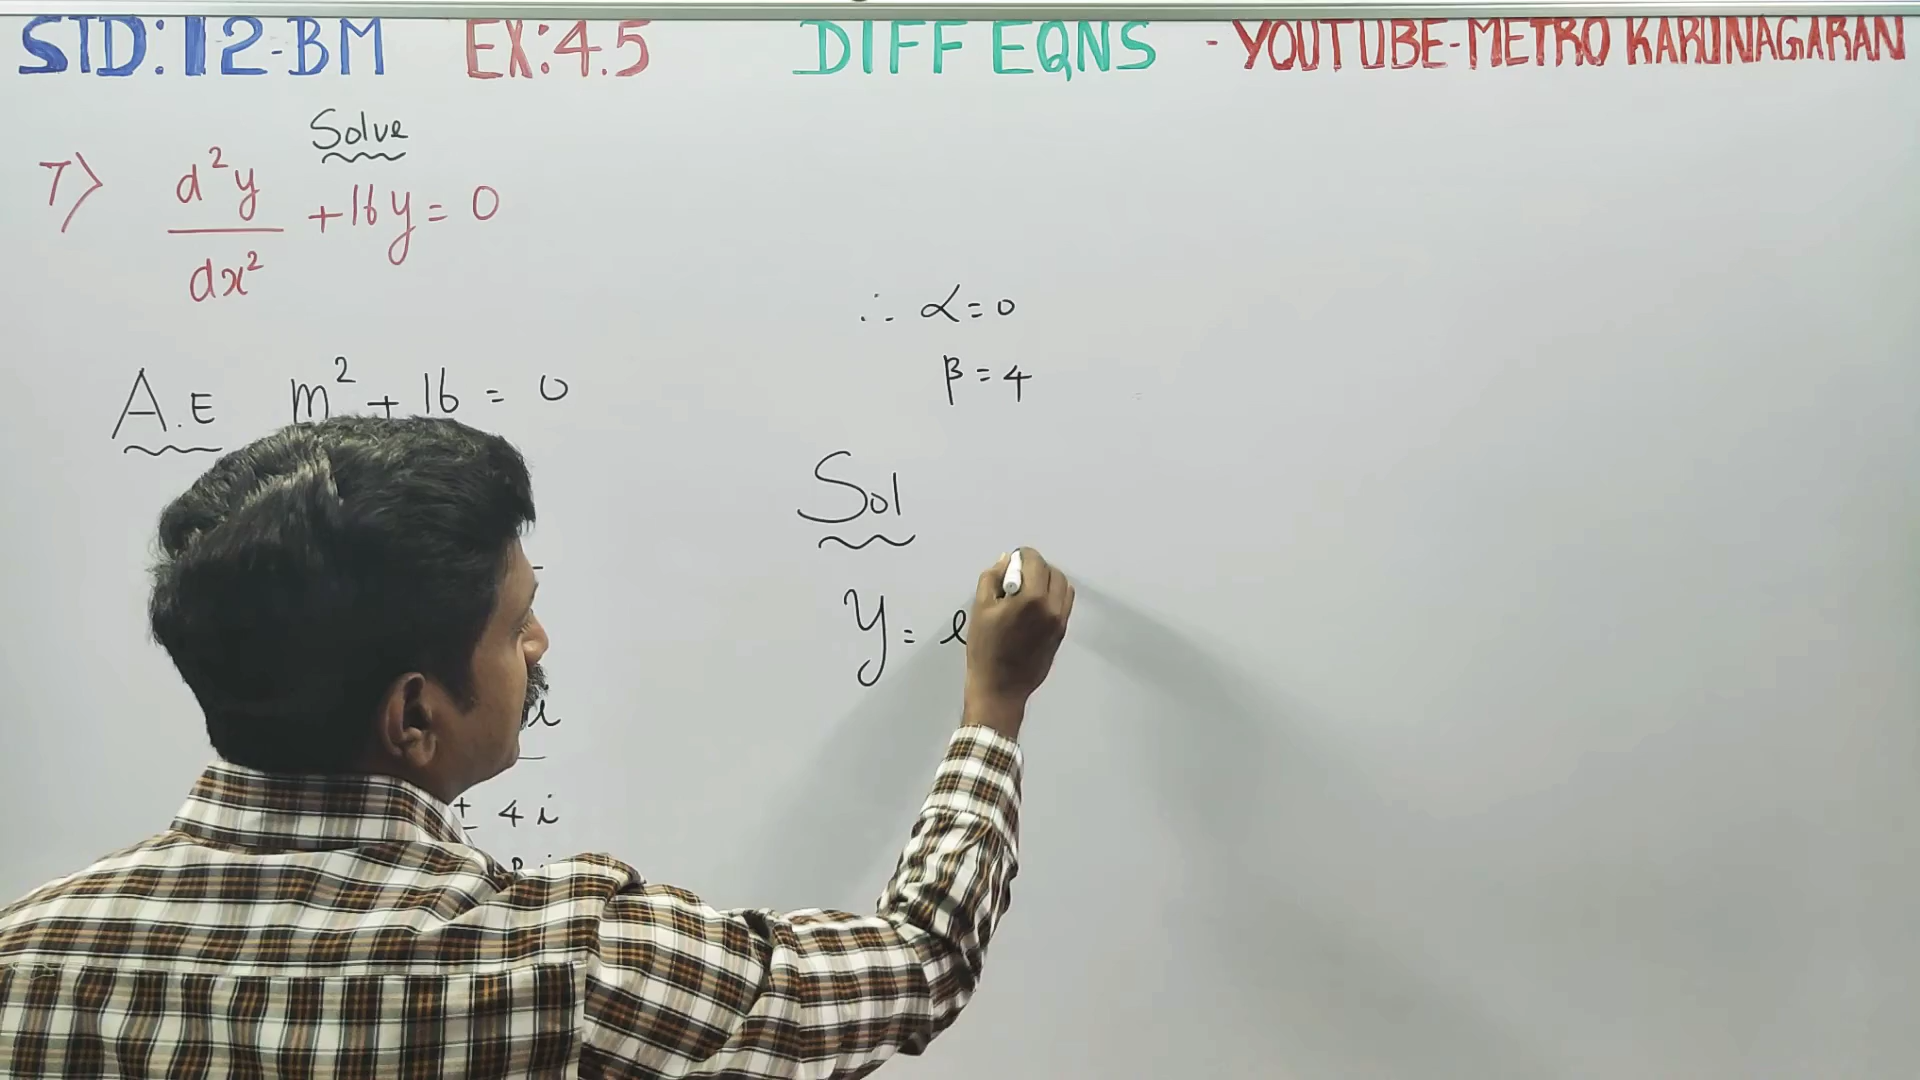 STD:12-BM EX:4.5 DIFF EQNS - YOUTUBE-METRO KARUNAGARAN
Solve
7) d²y/dx² + 16y = 0
A.E m² + 16 = 0
i
± 4i
∴ α = 0
β = 4
Sol
y = e